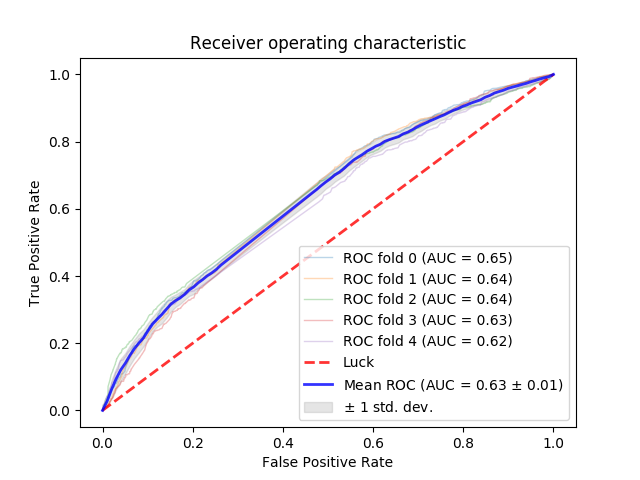 Receiver operating characteristic
True Positive Rate
1.0
0.8
0.6
0.4
0.2
0.0
ROC fold 0 (AUC = 0.65)
ROC fold 1 (AUC = 0.64)
ROC fold 2 (AUC = 0.64)
ROC fold 3 (AUC = 0.63)
ROC fold 4 (AUC = 0.62)
Luck
Mean ROC (AUC = 0.63 ± 0.01)
± 1 std. dev.
0.0 0.2 0.4 0.6 0.8 1.0
False Positive Rate